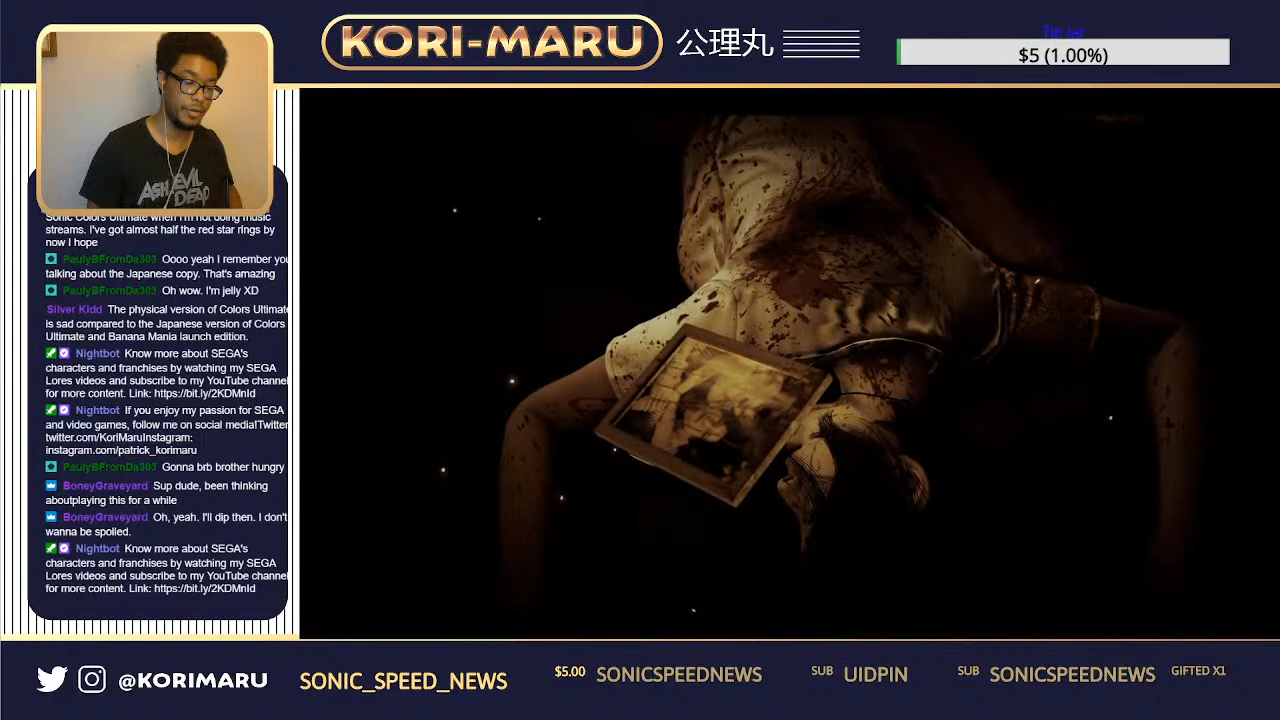 KORI-MARU
公理丸
Tip Jar
$5 (1.00%)
ASH EVIL
DEAD
Sonic Colors Ultimate when I'm not doing music
streams. I've got almost half the red star rings by
now I hope
PaulyBFromDa303 Oooo yeah I remember you
talking about the Japanese copy. That's amazing
PaulyBFromDa303 Oh wow. I'm jelly XD
Silver Kidd The physical version of Colors Ultimate
is sad compared to the Japanese version of Colors
Ultimate and Banana Mania launch edition.
Nightbot Know more about SEGA's
characters and franchises by watching my SEGA
Lores videos and subscribe to my YouTube channel
for more content. Link: https://bit.ly/2KDMnId
Nightbot If you enjoy my passion for SEGA
and video games, follow me on social media!Twitter:
twitter.com/KoriMaruInstagram:
instagram.com/patrick_korimaru
PaulyBFromDa303 Gonna brb brother hungry
BoneyGraveyard Sup dude, been thinking
aboutplaying this for a while
BoneyGraveyard Oh, yeah. I'll dip then. I don't
wanna be spoiled.
Nightbot Know more about SEGA's
characters and franchises by watching my SEGA
Lores videos and subscribe to my YouTube channel
for more content. Link: https://bit.ly/2KDMnId
@KORIMARU
SONIC_SPEED_NEWS
$5.00 SONICSPEEDNEWS
SUB UIDPIN
SUB SONICSPEEDNEWS GIFTED X1